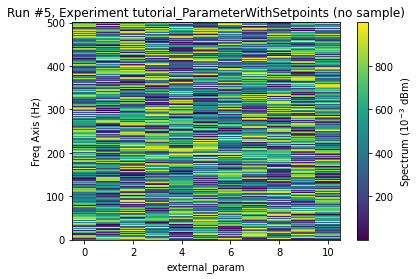 Run #5, Experiment tutorial_ParameterWithSetpoints (no sample)
500
400
300
200
100
0
Freq Axis (Hz)
0 2 4 6 8 10
external_param
800
600
400
200
Spectrum (10⁻³ dBm)